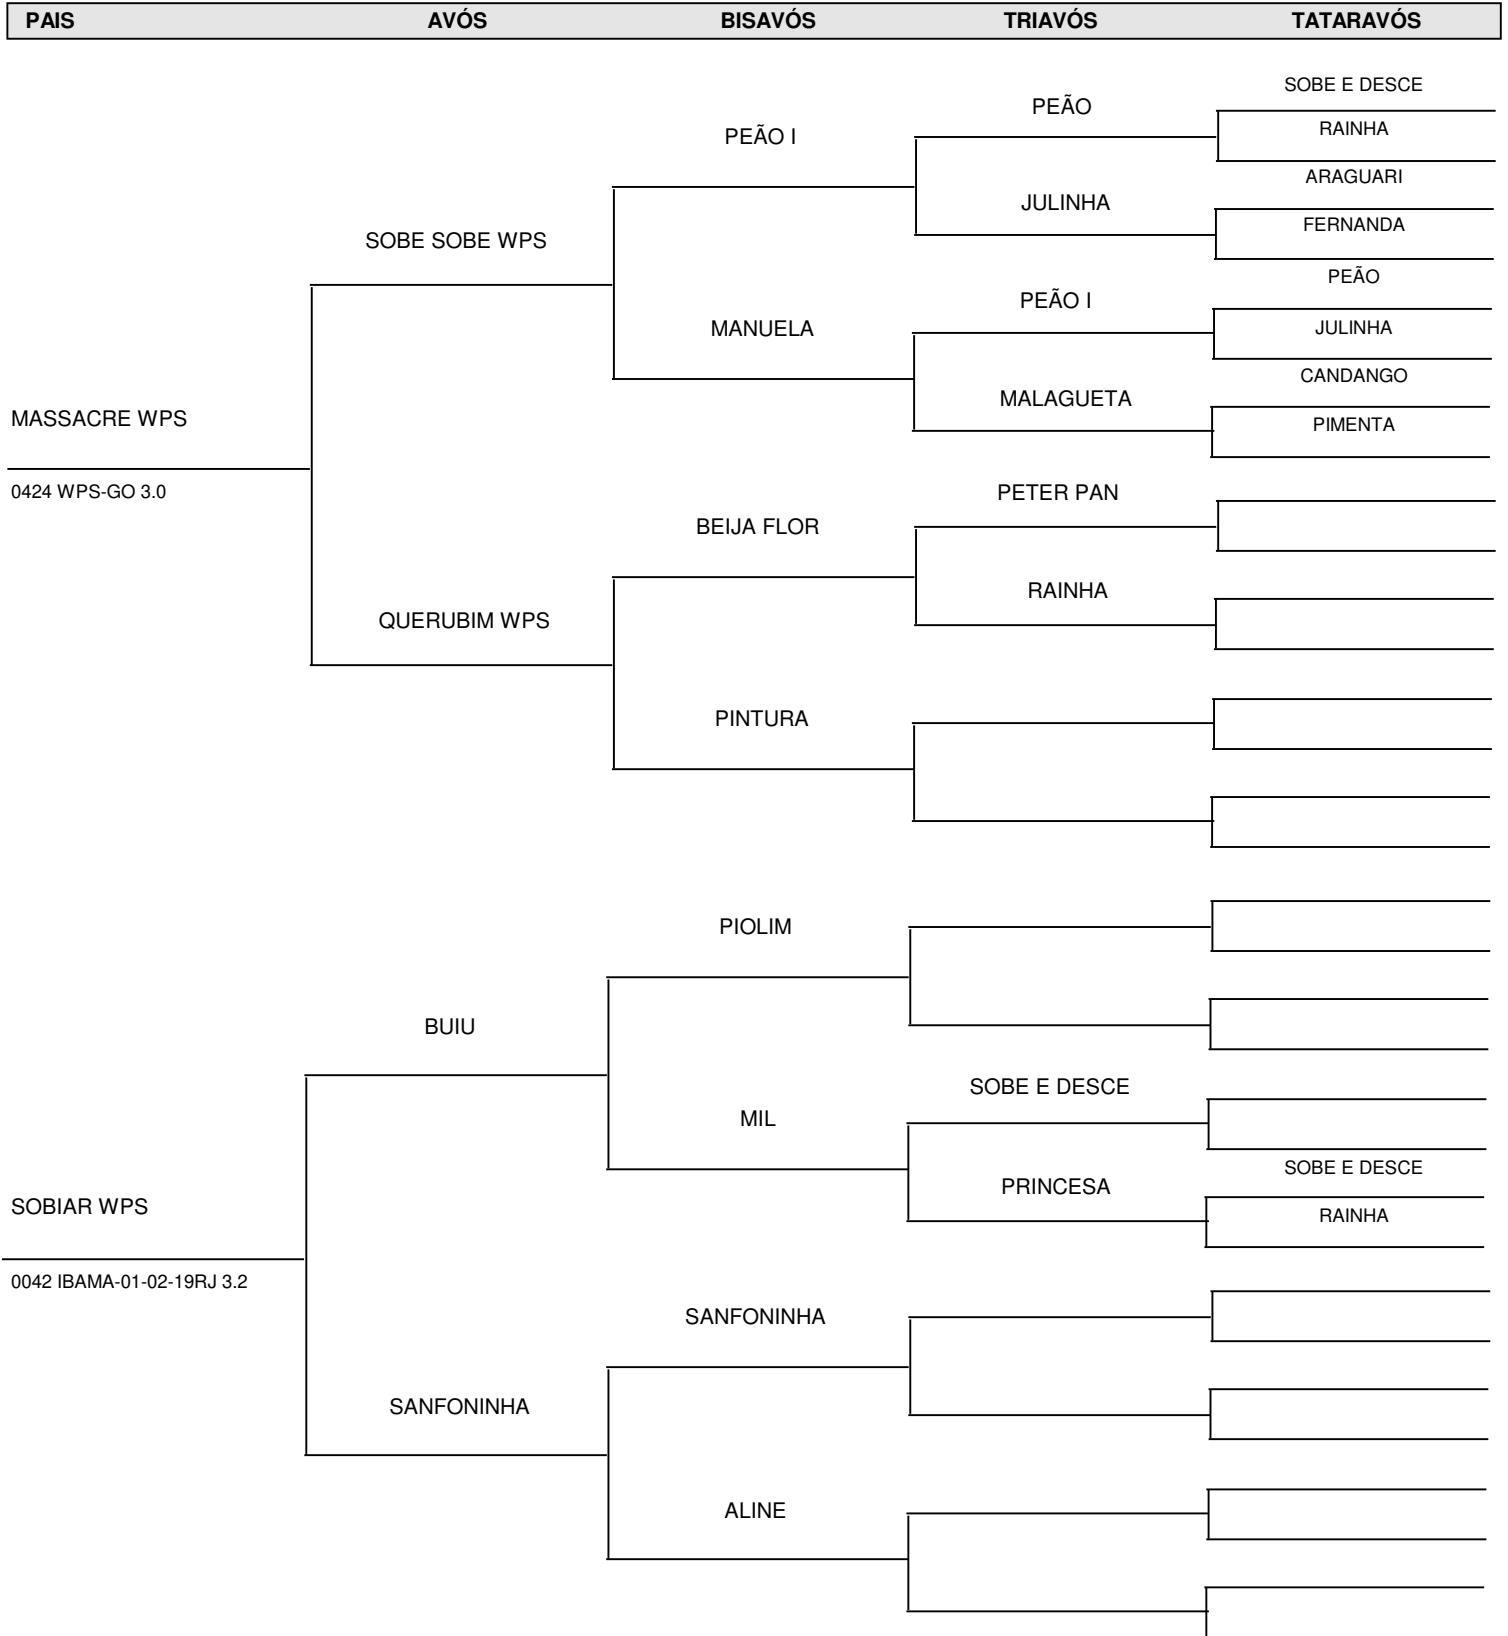 PAIS AVÓS BISAVÓS TRIAVÓS TATARAVÓS
SOBE E DESCE
PEÃO
RAINHA
PEÃO I
ARAGUARI
JULINHA
FERNANDA
SOBE SOBE WPS
PEÃO
PEÃO I
MANUELA
JULINHA
CANDANGO
MALAGUETA
MASSACRE WPS
PIMENTA
0424 WPS-GO 3.0
PETER PAN
BEIJA FLOR
RAINHA
QUERUBIM WPS
PINTURA
PIOLIM
BUIU
SOBE E DESCE
MIL
SOBE E DESCE
PRINCESA
SOBIAR WPS
RAINHA
0042 IBAMA-01-02-19RJ 3.2
SANFONINHA
SANFONINHA
ALINE